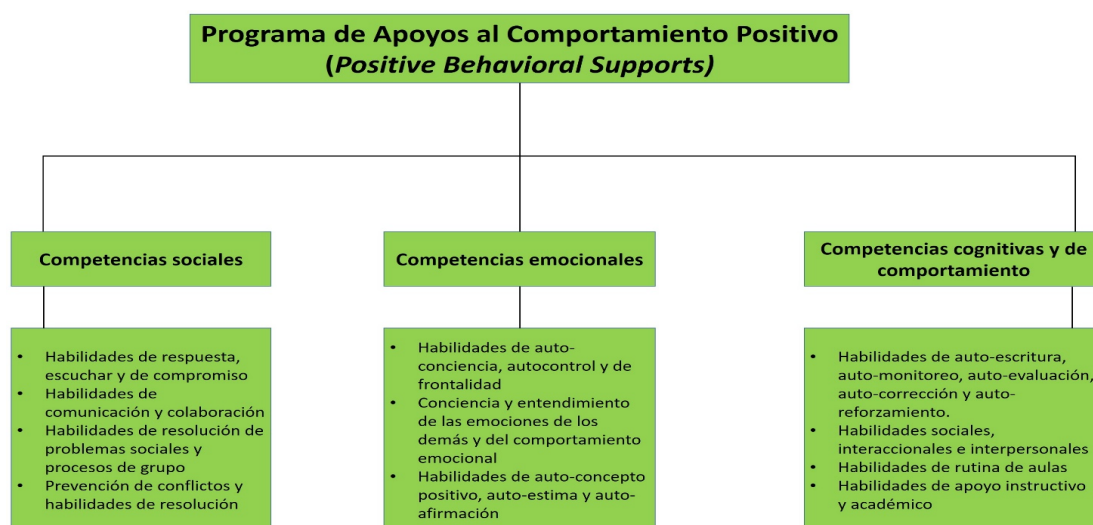 Programa de Apoyos al Comportamiento Positivo
(Positive Behavioral Supports)
Competencias sociales
• Habilidades de respuesta,
escuchar y de compromiso
• Habilidades de
comunicación y colaboración
• Habilidades de resolución de
problemas sociales y
procesos de grupo
• Prevención de conflictos y
habilidades de resolución
Competencias emocionales
• Habilidades de auto-
conciencia, autocontrol y de
frontalidad
• Conciencia y entendimiento
de las emociones de los
demás y del comportamiento
emocional
• Habilidades de auto-concepto
positivo, auto-estima y auto-
afirmación
Competencias cognitivas y de
comportamiento
• Habilidades de auto-escritura,
auto-monitoreo, auto-evaluación,
auto-corrección y auto-
reforzamiento.
• Habilidades sociales,
interaccionales e interpersonales
• Habilidades de rutina de aulas
• Habilidades de apoyo instructivo
y académico